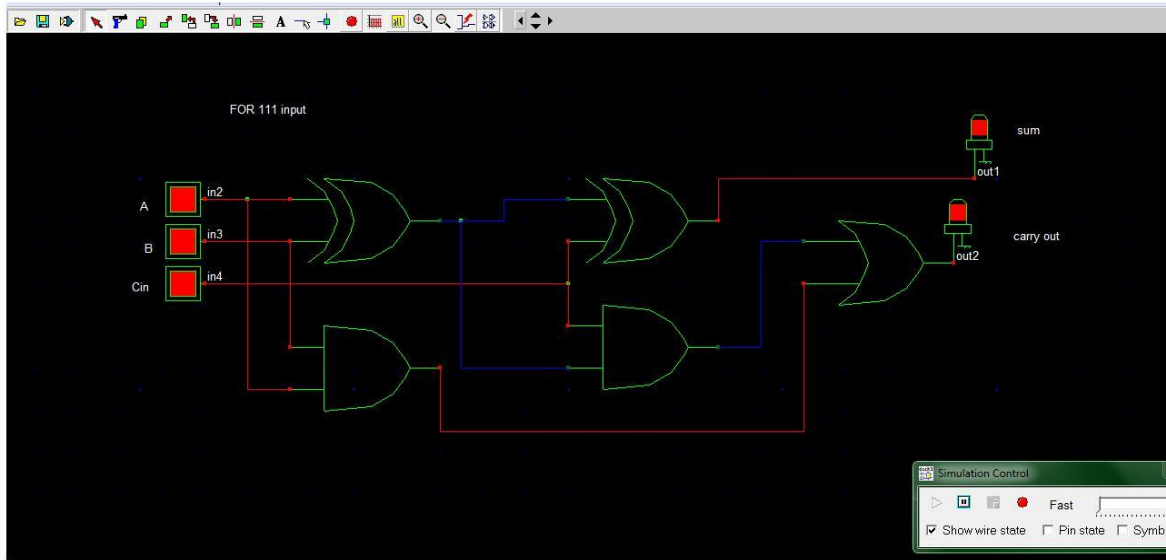 A
FOR 111 input
sum
out1
in2
A
in3
B
carry out
out2
in4
Cin
Simulation Control
Fast
Show wire state Pin state Symb